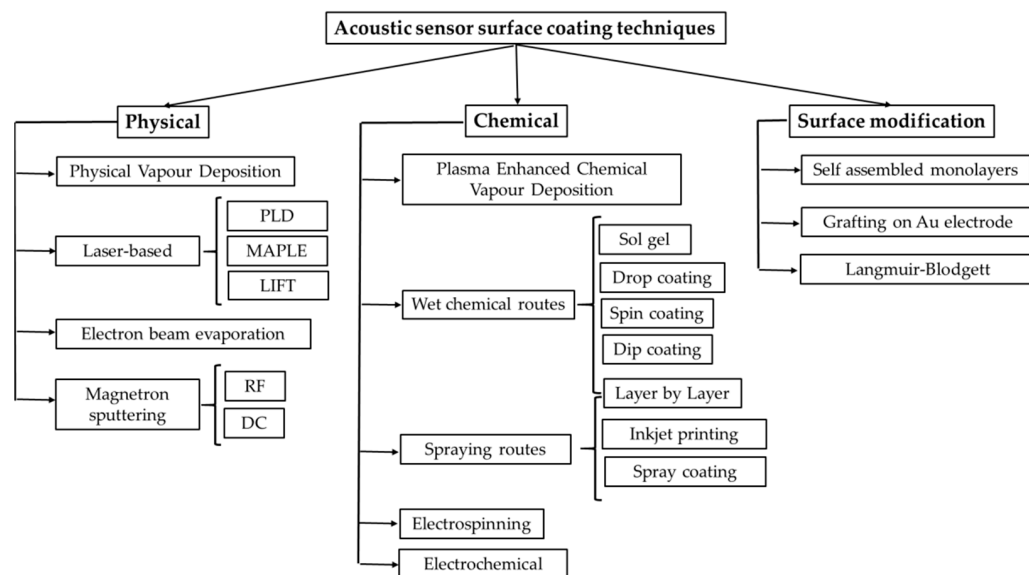 Acoustic sensor surface coating techniques
Physical
Physical Vapour Deposition
Laser-based
PLD
MAPLE
LIFT
Electron beam evaporation
Magnetron
sputtering
RF
DC
Chemical
Plasma Enhanced Chemical
Vapour Deposition
Wet chemical routes
Sol gel
Drop coating
Spin coating
Dip coating
Layer by Layer
Spraying routes
Inkjet printing
Spray coating
Electrospinning
Electrochemical
Surface modification
Self assembled monolayers
Grafting on Au electrode
Langmuir-Blodgett